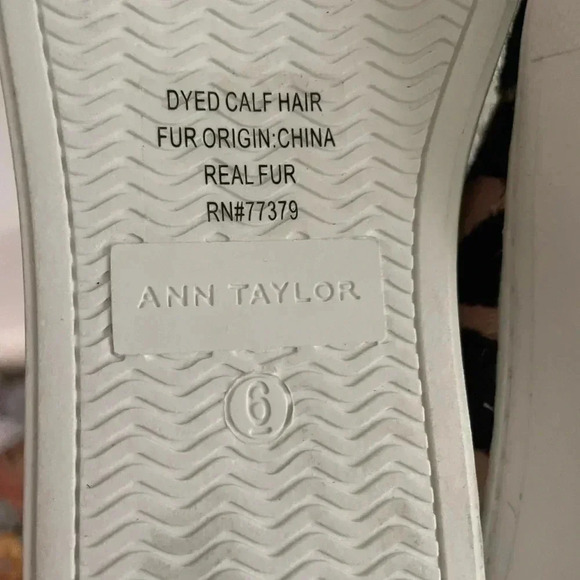 DYED CALF HAIR
FUR ORIGIN:CHINA
REAL FUR
RN#77379
ANN TAYLOR
6